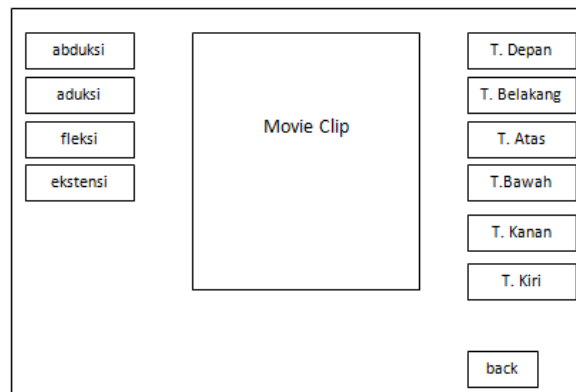 abduksi
aduksi
fleksi
ekstensi
Movie Clip
T. Depan
T. Belakang
T. Atas
T.Bawah
T. Kanan
T. Kiri
back